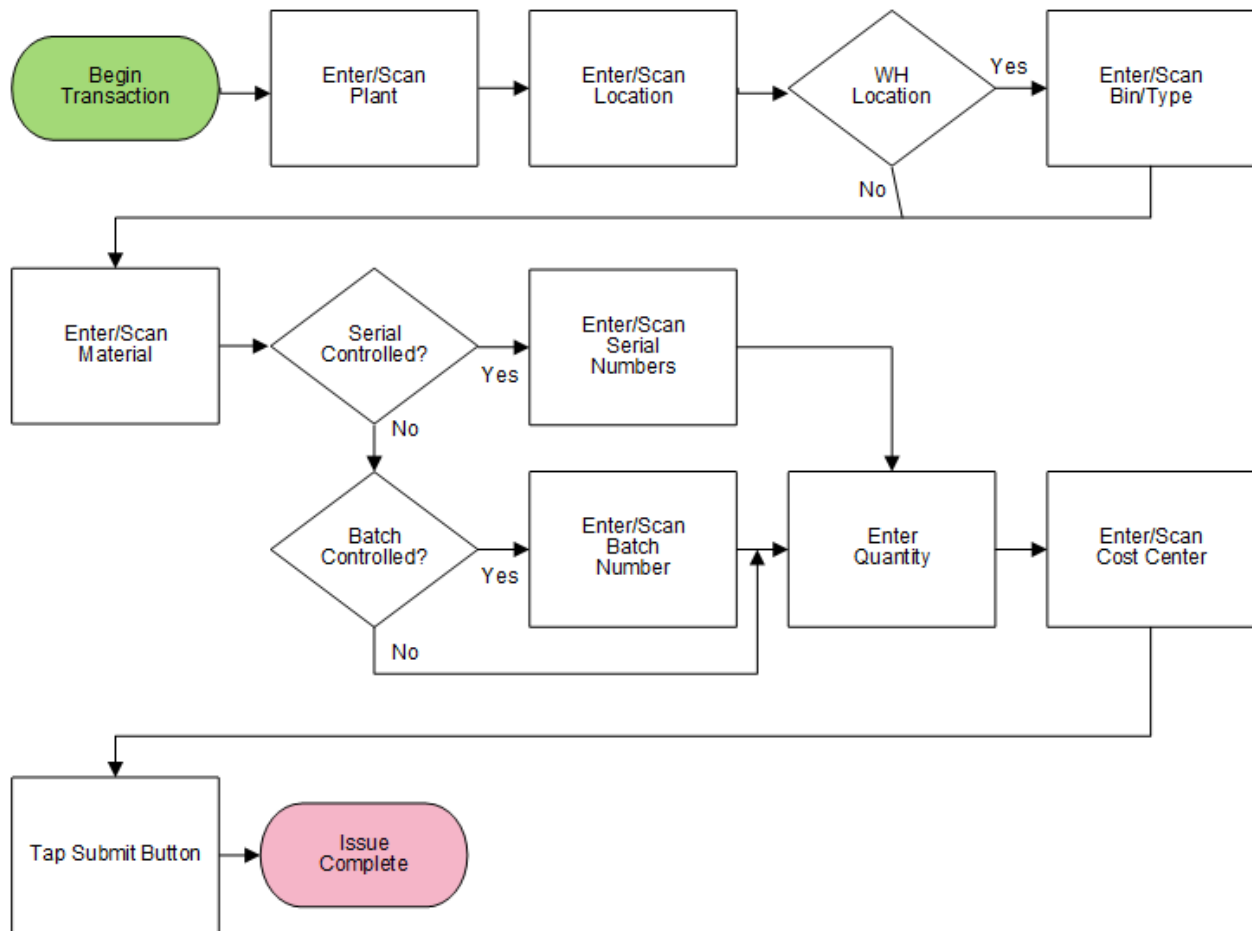 Begin
Transaction
Enter/Scan
Plant
Enter/Scan
Location
WH
Location
Yes
Enter/Scan
Bin/Type
No
Enter/Scan
Material
Serial
Controlled?
Yes
Enter/Scan
Serial
Numbers
No
Batch
Controlled?
Yes
Enter/Scan
Batch
Number
No
Enter
Quantity
Enter/Scan
Cost Center
Tap Submit Button
Issue
Complete